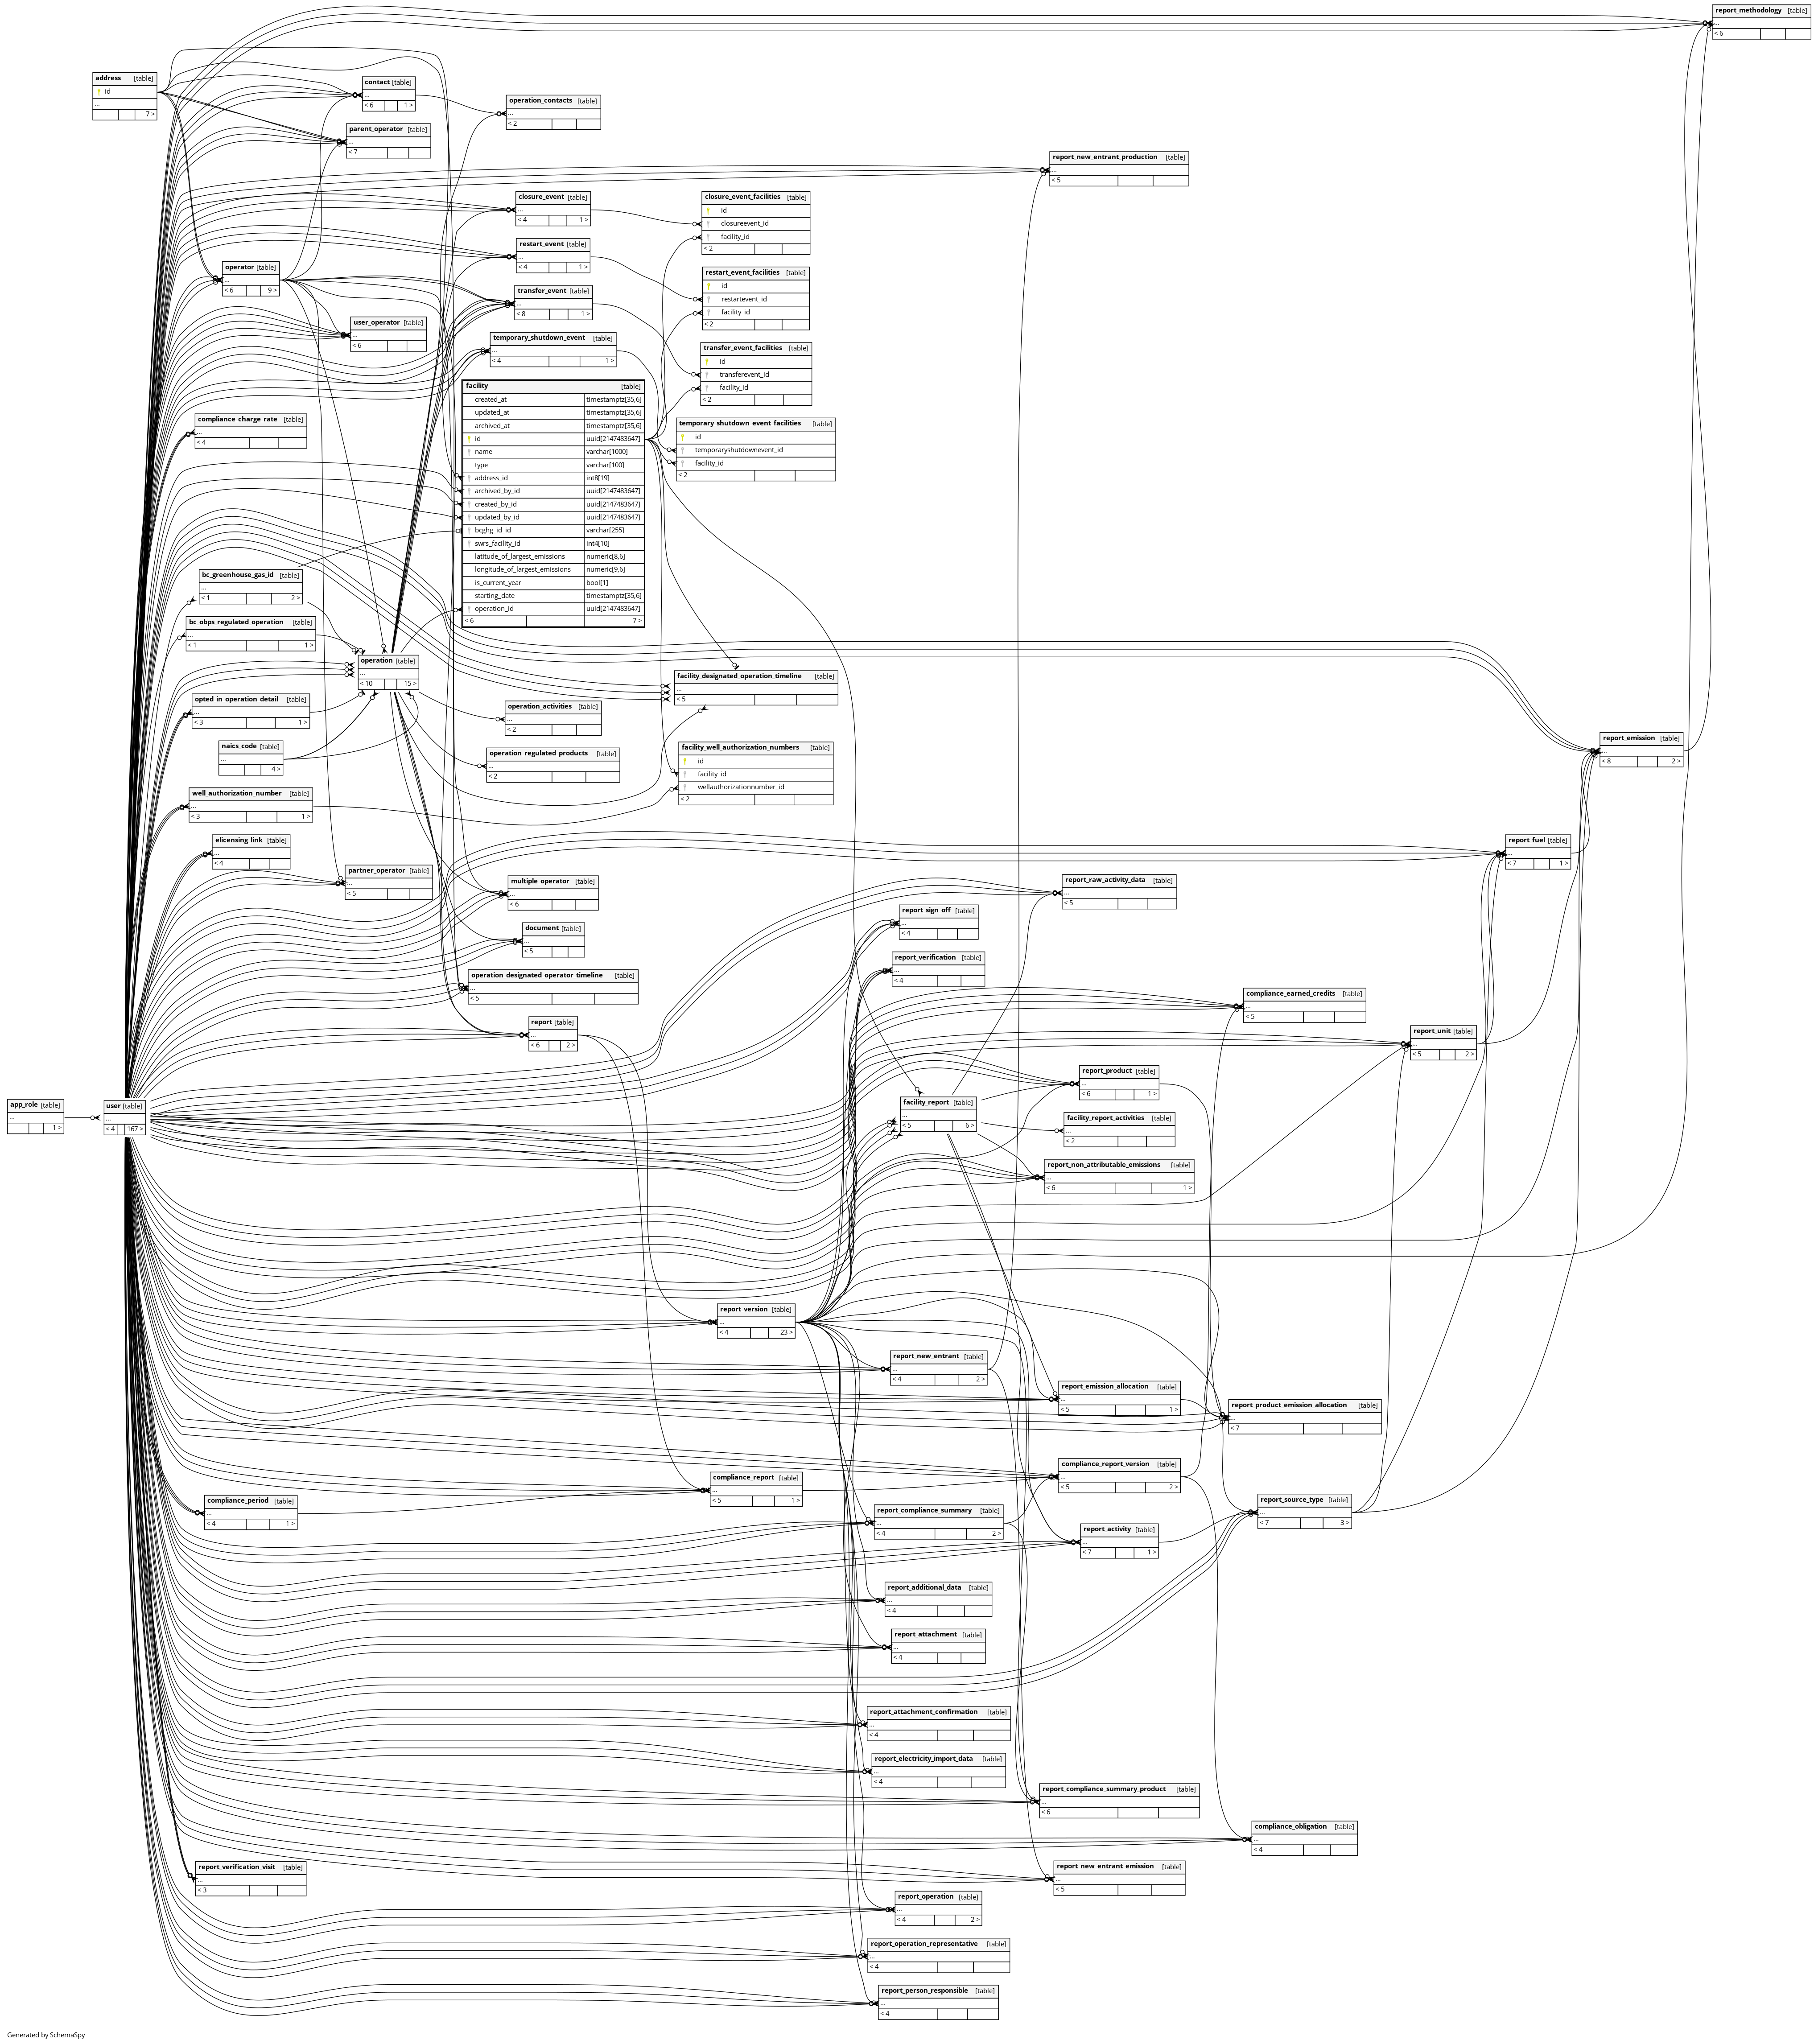 report_methodology [table]
...
< 6
address [table]
id
...
7 >
contact [table]
...
< 6 1 >
operation_contacts [table]
...
< 2
parent_operator [table]
...
< 7
report_new_entrant_production [table]
...
< 5
closure_event [table]
...
< 4 1 >
closure_event_facilities [table]
id
closureevent_id
facility_id
< 2
restart_event [table]
...
< 4 1 >
operator [table]
...
< 6 9 >
restart_event_facilities [table]
id
restartevent_id
facility_id
< 2
transfer_event [table]
...
< 8 1 >
user_operator [table]
...
< 6
temporary_shutdown_event [table]
...
< 4 1 >
transfer_event_facilities [table]
id
transferevent_id
facility_id
< 2
facility [table]
created_at timestamptz[35,6]
updated_at timestamptz[35,6]
archived_at timestamptz[35,6]
id uuid[2147483647]
name varchar[1000]
type varchar[100]
address_id int8[19]
archived_by_id uuid[2147483647]
created_by_id uuid[2147483647]
updated_by_id uuid[2147483647]
bcghg_id_id varchar[255]
swrs_facility_id int4[10]
latitude_of_largest_emissions numeric[8,6]
longitude_of_largest_emissions numeric[9,6]
is_current_year bool[1]
starting_date timestamptz[35,6]
operation_id uuid[2147483647]
< 6 7 >
compliance_charge_rate [table]
...
< 4
temporary_shutdown_event_facilities [table]
id
temporaryshutdownevent_id
facility_id
< 2
bc_greenhouse_gas_id [table]
...
< 1 2 >
bc_obps_regulated_operation [table]
...
< 1 1 >
operation [table]
...
< 10 15 >
facility_designated_operation_timeline [table]
...
< 5
opted_in_operation_detail [table]
...
< 3 1 >
operation_activities [table]
...
< 2
naics_code [table]
...
4 >
operation_regulated_products [table]
...
< 2
facility_well_authorization_numbers [table]
id
facility_id
wellauthorizationnumber_id
< 2
report_emission [table]
...
< 8 2 >
well_authorization_number [table]
...
< 3 1 >
elicensing_link [table]
...
< 4
report_fuel [table]
...
< 7 1 >
partner_operator [table]
...
< 5
multiple_operator [table]
...
< 6
report_raw_activity_data [table]
...
< 5
report_sign_off [table]
...
< 4
document [table]
...
< 5
report_verification [table]
...
< 4
operation_designated_operator_timeline [table]
...
< 5
compliance_earned_credits [table]
...
< 5
report [table]
...
< 6 2 >
report_unit [table]
...
< 5 2 >
report_product [table]
...
< 6 1 >
app_role [table]
...
1 >
user [table]
...
< 4 167 >
facility_report [table]
...
< 5 6 >
facility_report_activities [table]
...
< 2
report_non_attributable_emissions [table]
...
< 6 1 >
report_version [table]
...
< 4 23 >
report_new_entrant [table]
...
< 4 2 >
report_emission_allocation [table]
...
< 5 1 >
report_product_emission_allocation [table]
...
< 7
compliance_report_version [table]
...
< 5 2 >
compliance_report [table]
...
< 5 1 >
compliance_period [table]
...
< 4 1 >
report_compliance_summary [table]
...
< 4 2 >
report_source_type [table]
...
< 7 3 >
report_activity [table]
...
< 7 1 >
report_additional_data [table]
...
< 4
report_attachment [table]
...
< 4
report_attachment_confirmation [table]
...
< 4
report_electricity_import_data [table]
...
< 4
report_compliance_summary_product [table]
...
< 6
compliance_obligation [table]
...
< 4
report_verification_visit [table]
...
< 3
report_new_entrant_emission [table]
...
< 5
report_operation [table]
...
< 4 2 >
report_operation_representative [table]
...
< 4
report_person_responsible [table]
...
< 4
Generated by SchemaSpy